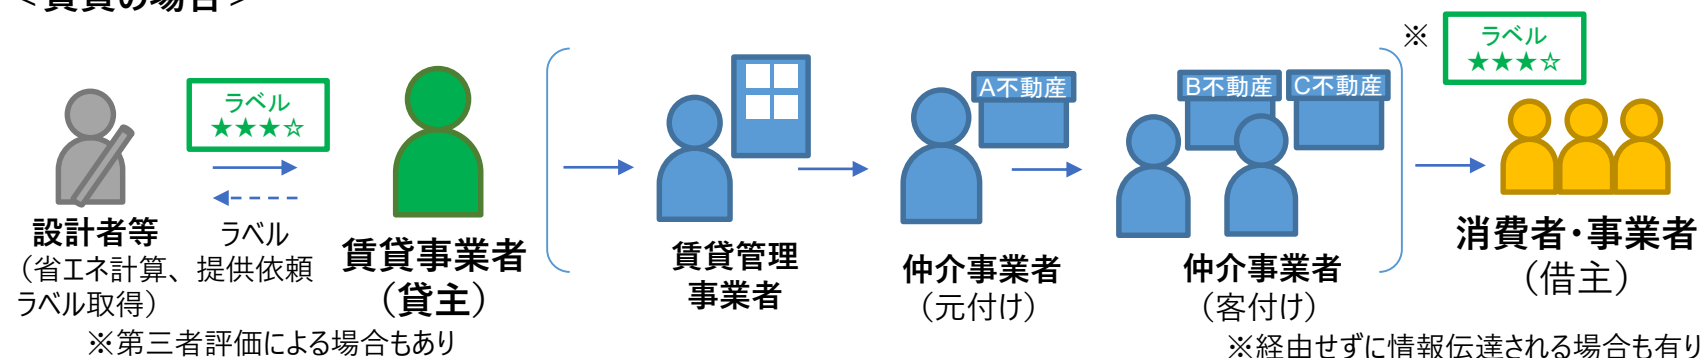 <賃貸の場合>
※
ラベル
★★★☆
ラベル
★★★☆
A不動産
B不動産
C不動産
設計者等
(省エネ計算、
ラベル取得)
ラベル
提供依頼
賃貸事業者
(貸主)
賃貸管理
事業者
仲介事業者
(元付け)
仲介事業者
(客付け)
消費者・事業者
(借主)
※第三者評価による場合もあり
※経由せずに情報伝達される場合も有り